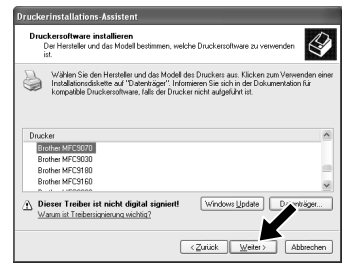 Druckerinstallations-Assistent
Druckersoftware installieren
Der Hersteller und das Modell bestimmen, welche Druckersoftware zu verwenden
ist.
Wählen Sie den Hersteller und das Modell des Druckers aus. Klicken zum Verwenden einer
Installationsdiskette auf "Datenträger". Informieren Sie sich in der Dokumentation für
kompatible Druckersoftware, falls der Drucker nicht aufgeführt ist.
Drucker
Brother MFC9070
Brother MFC9030
Brother MFC9180
Brother MFC9160
Dieser Treiber ist nicht digital signiert!
Warum ist Treibersignierung wichtig?
Windows Update
< Zurück
Weiter >
Abbrechen